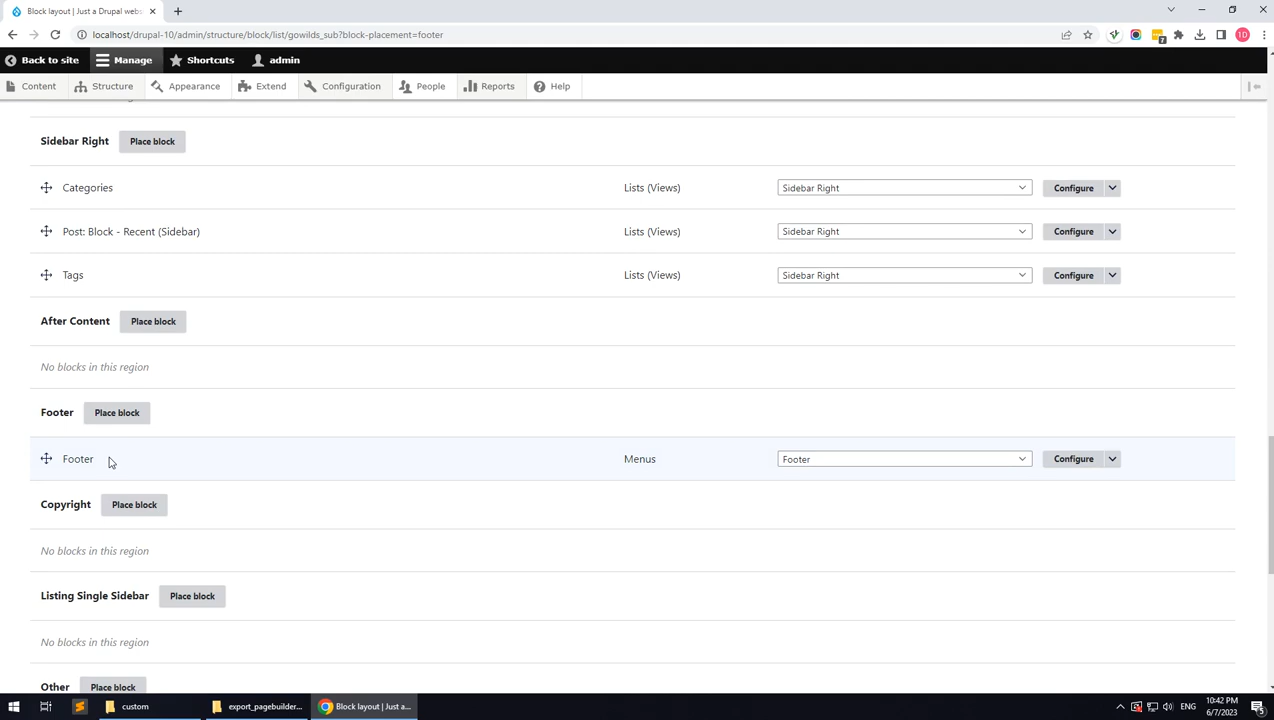 Block layout | Just a Drupal webs
localhost/drupal-10/admin/structure/block/list/gowilds_sub?block-placement=footer
7
10
Back to site Manage Shortcuts admin
Content Structure Appearance Extend Configuration People Reports Help
Sidebar Right Place block
Categories Lists (Views) Sidebar Right Configure
Post: Block - Recent (Sidebar) Lists (Views) Sidebar Right Configure
Tags Lists (Views) Sidebar Right Configure
After Content Place block
No blocks in this region
Footer Place block
Footer Menus Footer Configure
Copyright Place block
No blocks in this region
Listing Single Sidebar Place block
No blocks in this region
Other Place block
custom export_pagebuilder... Block layout | Just a... ENG 10:42 PM
6/7/2023 5